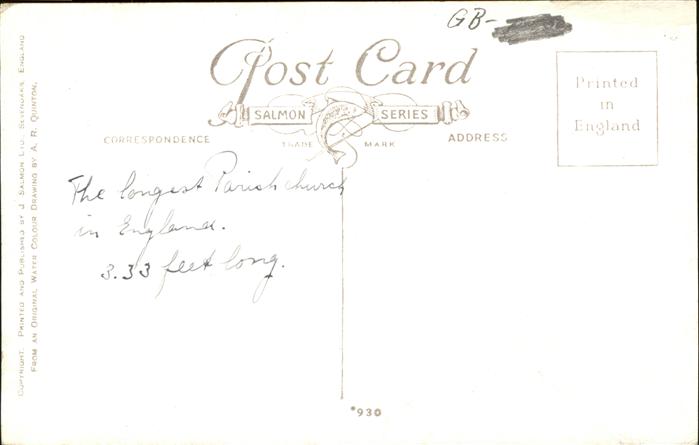 GB-
Post Card
SALMON SERIES
TRADE MARK
CORRESPONDENCE
ADDRESS
Printed
in
England
The longest Parish church
in England.
3.33 feet long.
*930
COPYRIGHT. PRINTED AND PUBLISHED BY J. SALMON LTD., SEVENOAKS, ENGLAND
FROM AN ORIGINAL WATER COLOUR DRAWING BY A. R. QUINTON.